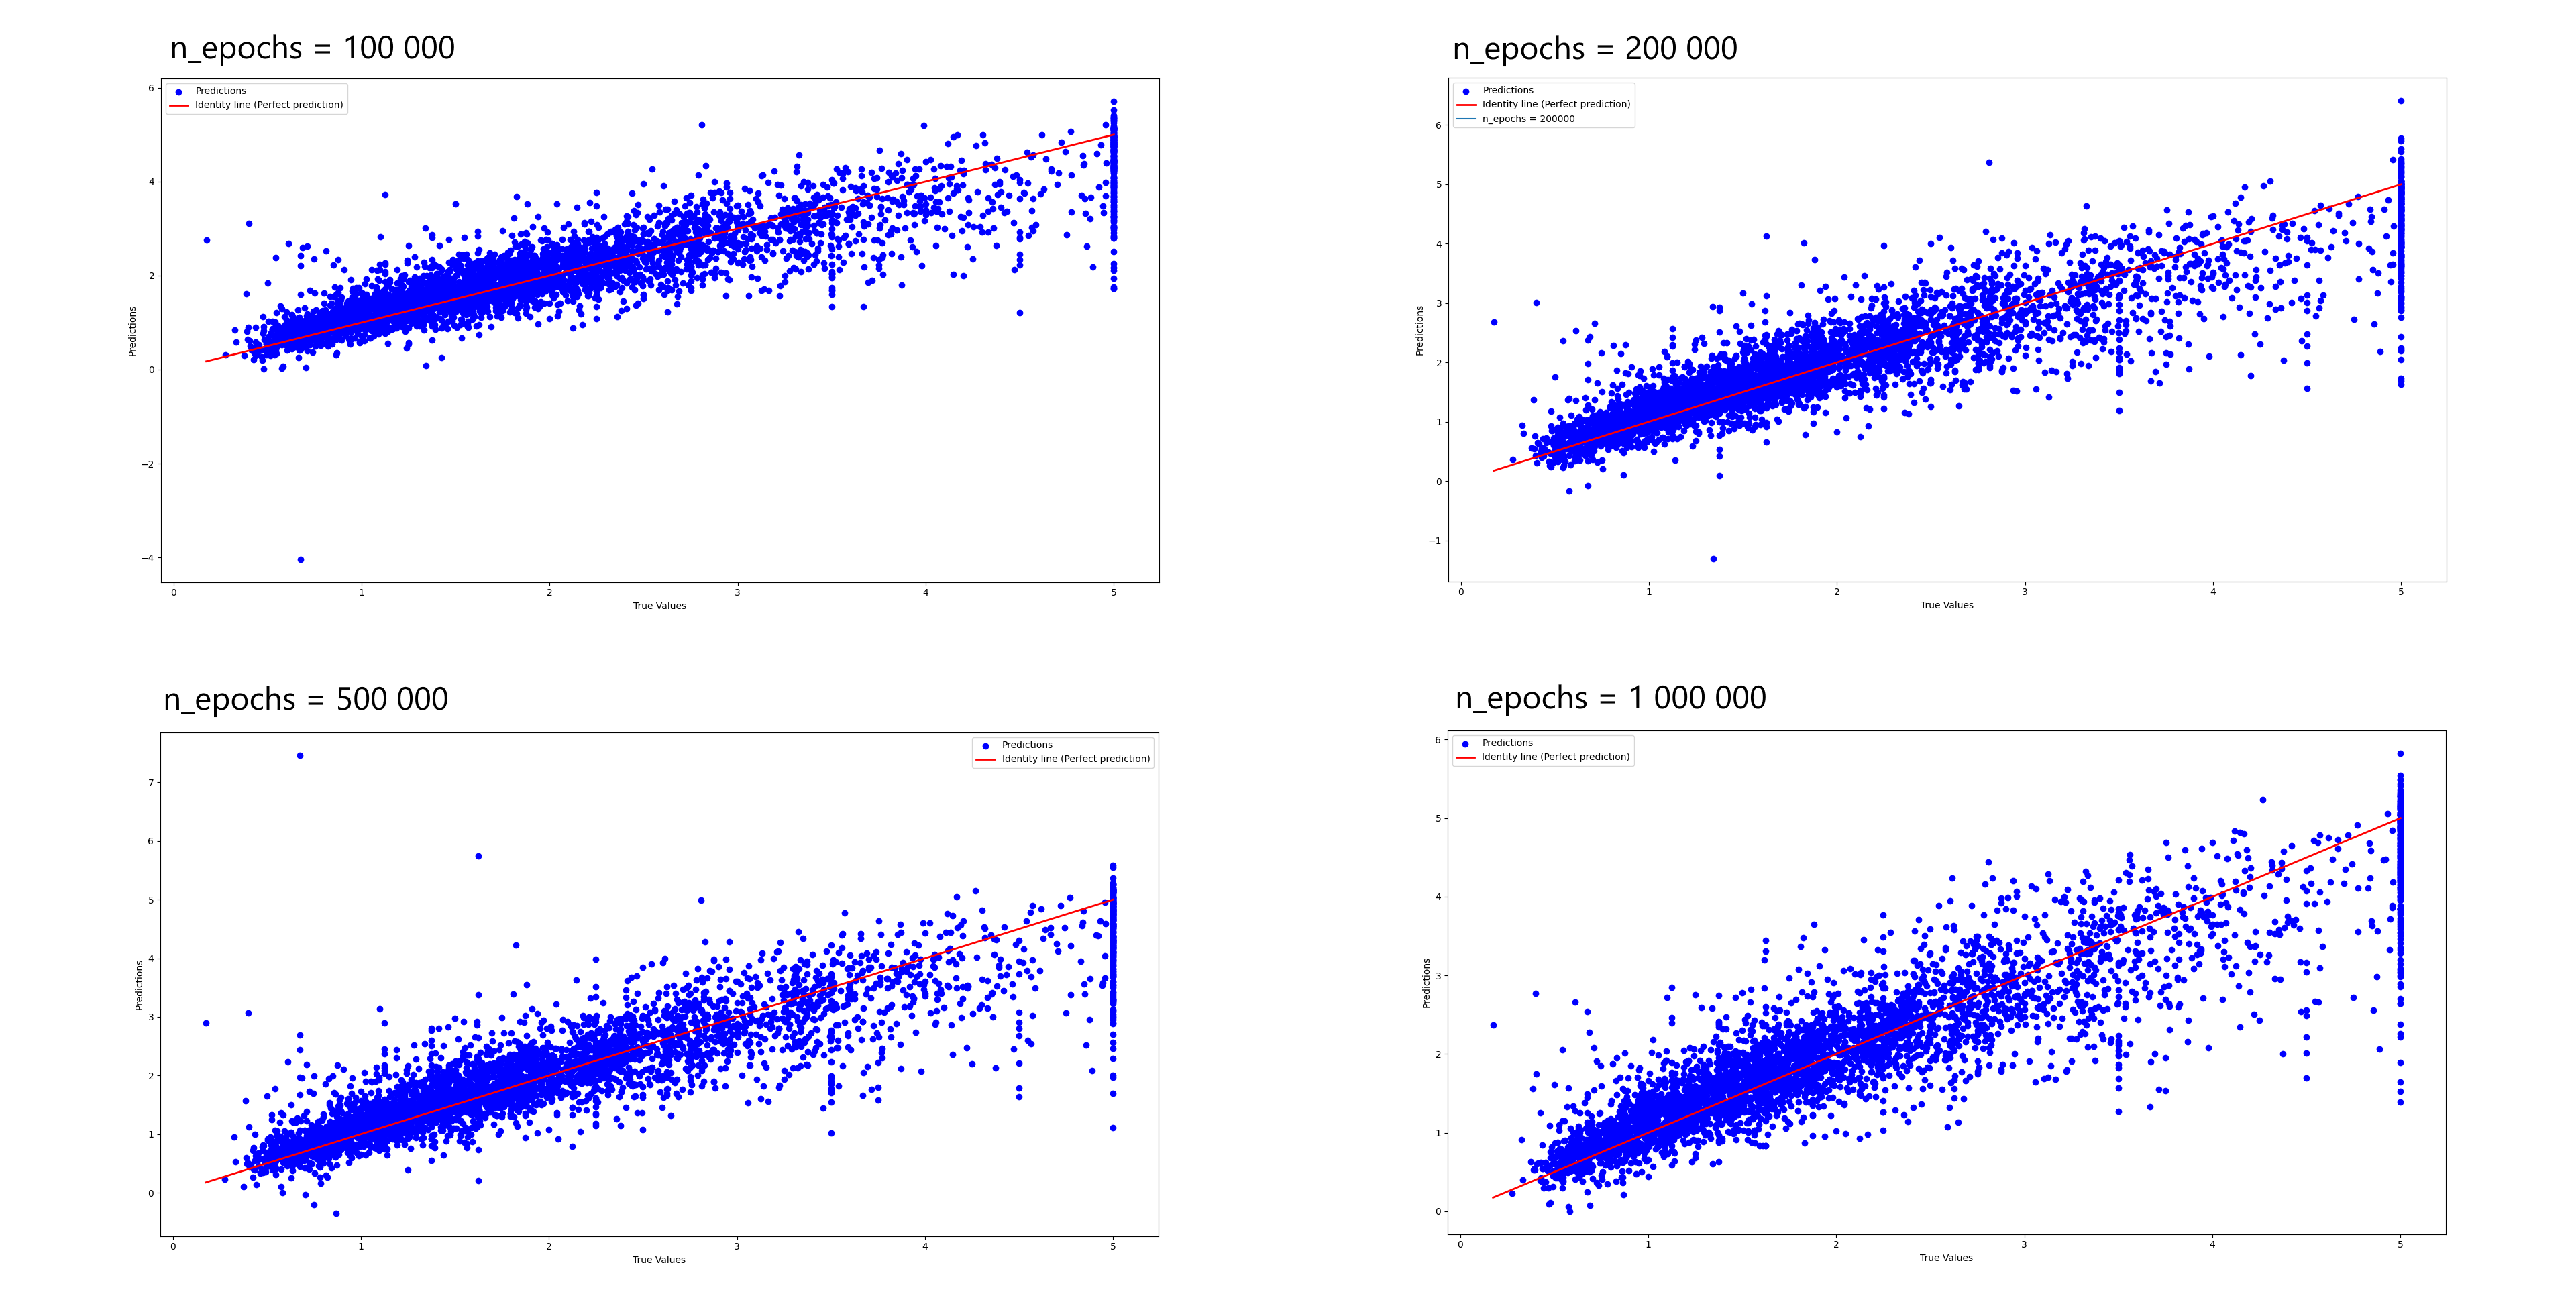 n_epochs = 100 000
Predictions
Identity line (Perfect prediction)
6
4
2
0
−2
−4
Predictions
0 1 2 3 4 5
True Values
n_epochs = 200 000
Predictions
Identity line (Perfect prediction)
n_epochs = 200000
6
5
4
3
2
1
0
−1
Predictions
0 1 2 3 4 5
True Values
n_epochs = 500 000
Predictions
Identity line (Perfect prediction)
7
6
5
4
3
2
1
0
Predictions
0 1 2 3 4 5
True Values
n_epochs = 1 000 000
Predictions
Identity line (Perfect prediction)
6
5
4
3
2
1
0
Predictions
0 1 2 3 4 5
True Values